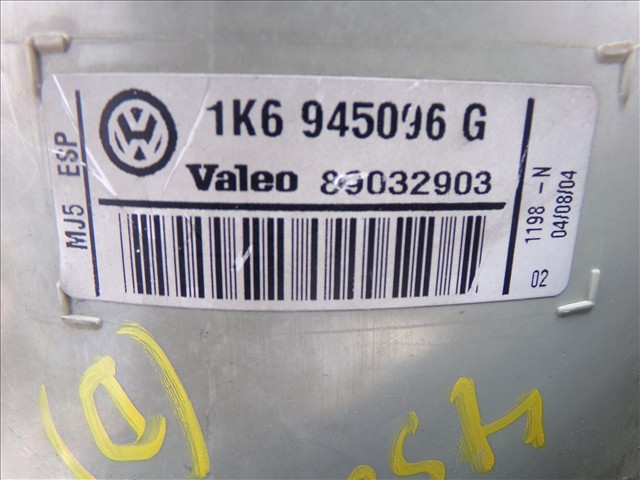 MJ5 ESP
1K6 945096 G
Valeo 89032903
1198 - N
04/08/04
02
(D)